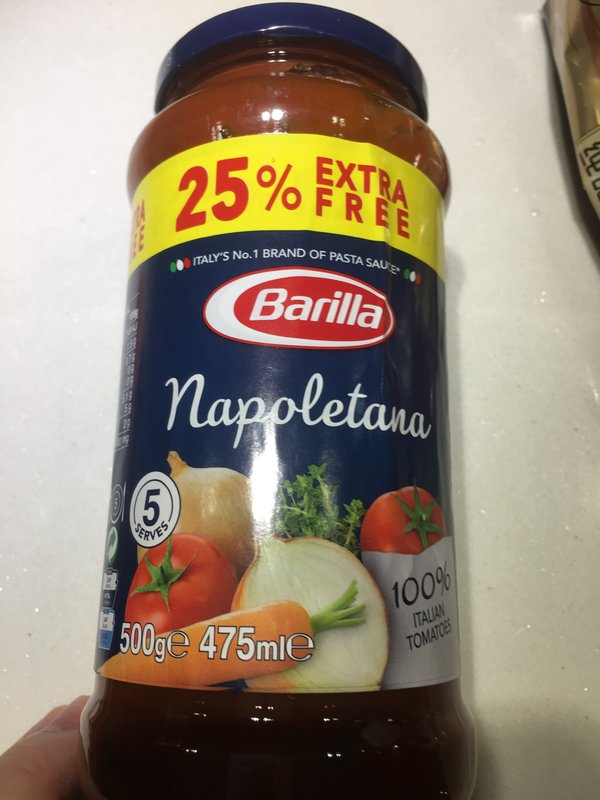 25% EXTRA FREE
ITALY'S No.1 BRAND OF PASTA SAUCE*
Barilla
Napoletana
5
SERVES
100%
ITALIAN
TOMATOES
500g℮ 475ml℮